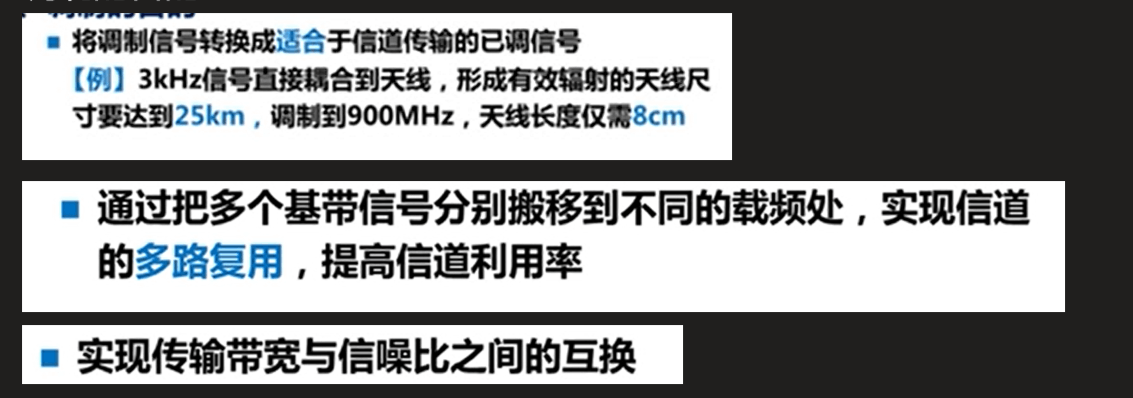 ■ 将调制信号转换成适合于信道传输的已调信号
【例】3kHz信号直接耦合到天线，形成有效辐射的天线尺
寸要达到25km，调制到900MHz，天线长度仅需8cm
■ 通过把多个基带信号分别搬移到不同的载频处，实现信道
的多路复用，提高信道利用率
■ 实现传输带宽与信噪比之间的互换